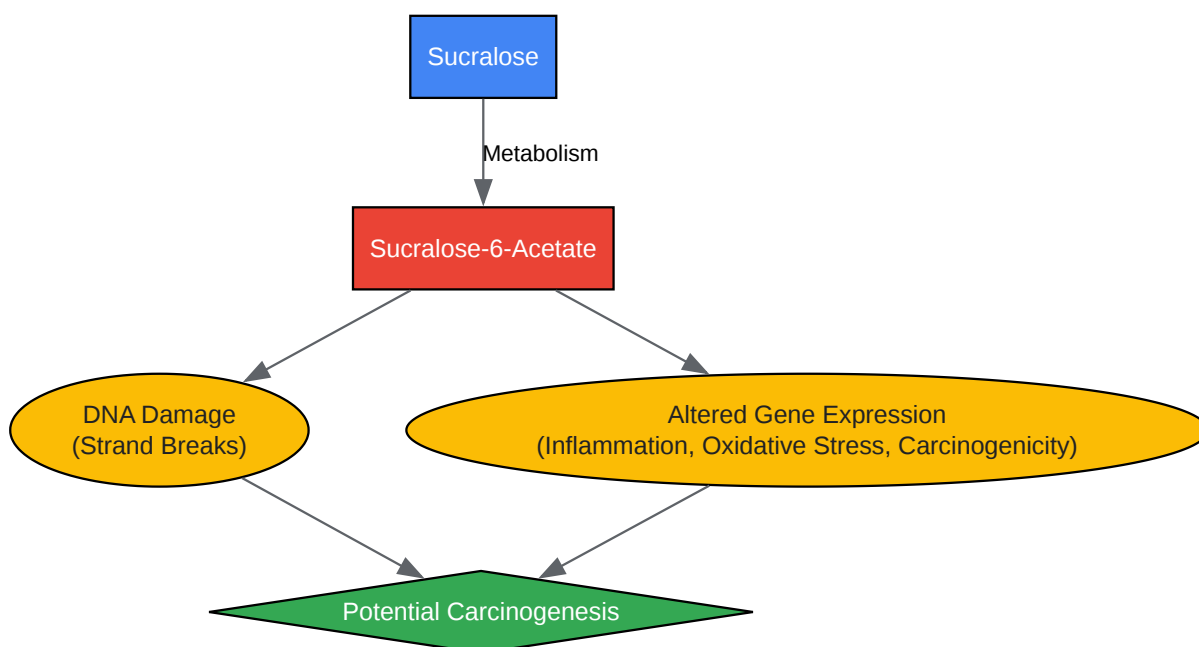 Sucralose
Metabolism
Sucralose-6-Acetate
DNA Damage
(Strand Breaks)
Altered Gene Expression
(Inflammation, Oxidative Stress, Carcinogenicity)
Potential Carcinogenesis